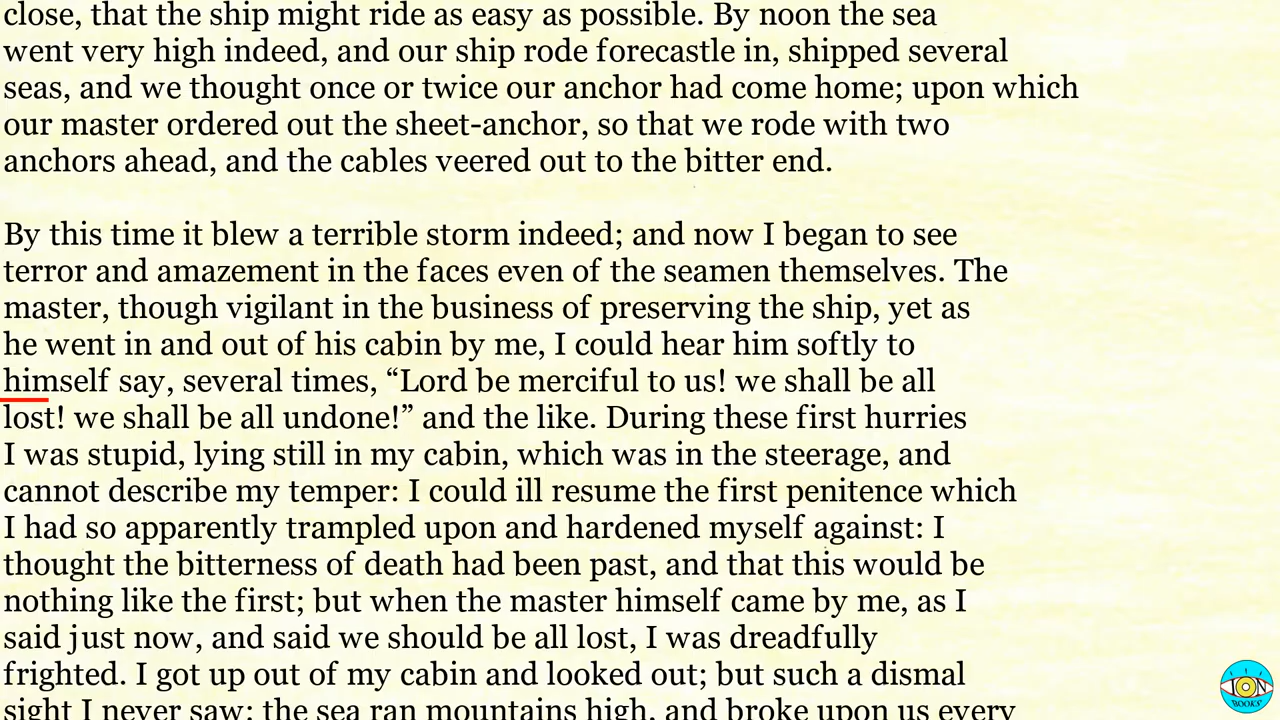 close, that the ship might ride as easy as possible. By noon the sea
went very high indeed, and our ship rode forecastle in, shipped several
seas, and we thought once or twice our anchor had come home; upon which
our master ordered out the sheet-anchor, so that we rode with two
anchors ahead, and the cables veered out to the bitter end.
By this time it blew a terrible storm indeed; and now I began to see
terror and amazement in the faces even of the seamen themselves. The
master, though vigilant in the business of preserving the ship, yet as
he went in and out of his cabin by me, I could hear him softly to
himself say, several times, “Lord be merciful to us! we shall be all
lost! we shall be all undone!” and the like. During these first hurries
I was stupid, lying still in my cabin, which was in the steerage, and
cannot describe my temper: I could ill resume the first penitence which
I had so apparently trampled upon and hardened myself against: I
thought the bitterness of death had been past, and that this would be
nothing like the first; but when the master himself came by me, as I
said just now, and said we should be all lost, I was dreadfully
frighted. I got up out of my cabin and looked out; but such a dismal
sight I never saw: the sea ran mountains high, and broke upon us every
ION
BOOKS